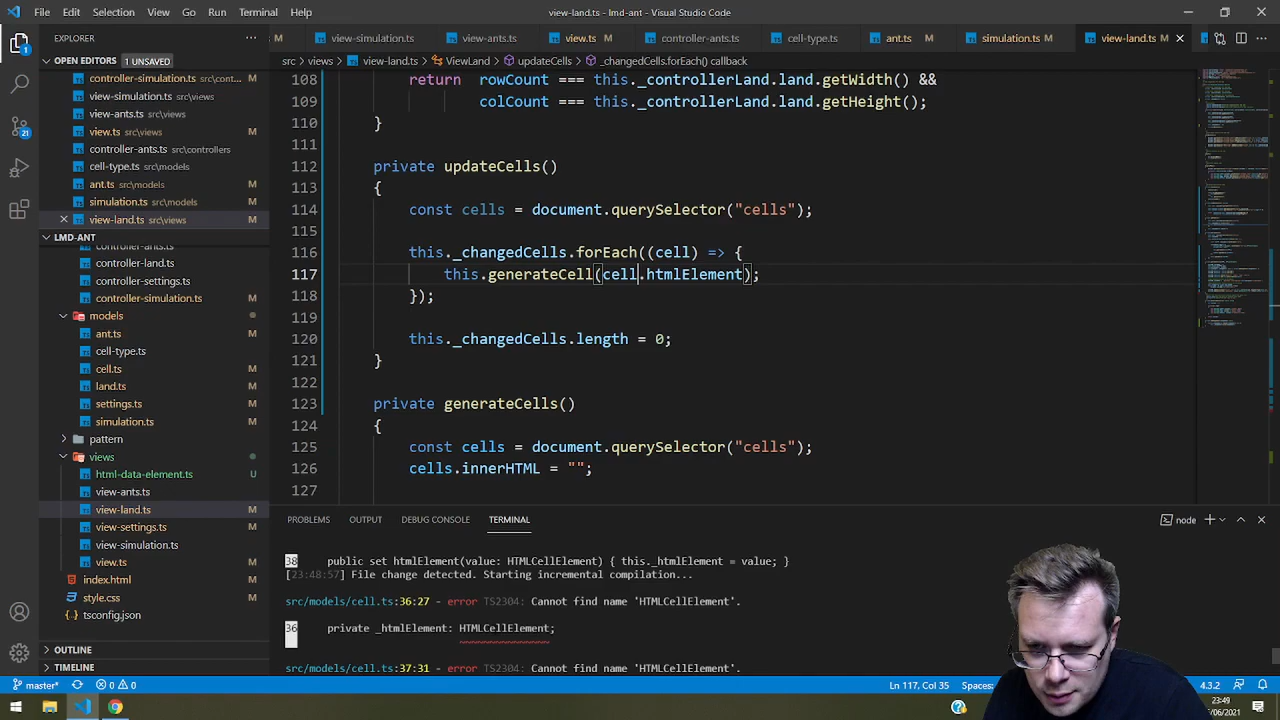 File Edit Selection View Go Run Terminal Help
view-land.ts - lmd-ant - Visual Studio Code
EXPLORER
M view-simulation.ts view-ants.ts view.ts M controller-ants.ts cell-type.ts ant.ts M simulation.ts M view-land.ts M
OPEN EDITORS 1 UNSAVED
src > views > view-land.ts > ViewLand > updateCells > _changedCells.foreach() callback
controller-simulation.ts src\cont...
view-simulation.ts src\views
view-ants.ts src\views
view.ts src\views M
controller-ants.ts src\controllers
cell-type.ts src\models
ant.ts src\models M
simulation.ts src\models M
view-land.ts src\views M
LMD-ANT
controller-ants.ts
controller-land.ts
controller-settings.ts
controller-simulation.ts M
models
ant.ts M
cell-type.ts
cell.ts M
land.ts M
settings.ts M
simulation.ts M
pattern
views
html-data-element.ts U
view-ants.ts
view-land.ts M
view-settings.ts M
view-simulation.ts M
view.ts M
index.html M
style.css M
tsconfig.json
OUTLINE
TIMELINE
108 return rowCount === this._controllerLand.land.getWidth() &&
109 colCount === this._controllerLand.land.getHeight();
110 }
111
112 private updateCells()
113 {
114 const cells = document.querySelector("cells");
115
116 this._changedCells.foreach((cell) => {
117 this.generateCell(cell.htmlElement);
118 });
119
120 this._changedCells.length = 0;
121 }
122
123 private generateCells()
124 {
125 const cells = document.querySelector("cells");
126 cells.innerHTML = "";
127
PROBLEMS OUTPUT DEBUG CONSOLE TERMINAL
node
38 public set htmlElement(value: HTMLCellElement) { this._htmlElement = value; }
[23:48:57] File change detected. Starting incremental compilation...
src/models/cell.ts:36:27 - error TS2304: Cannot find name 'HTMLCellElement'.
36 private _htmlElement: HTMLCellElement;
src/models/cell.ts:37:31 - error TS2304: Cannot find name 'HTMLCellElement'.
master* 0 0 Ln 117, Col 35 Spaces: 4.3.2
1
21
23:49